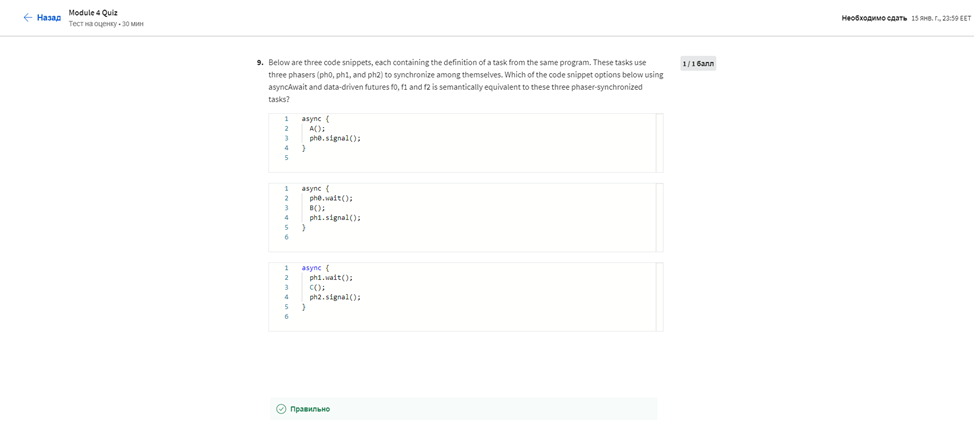 Назад
Module 4 Quiz
Тест на оценку • 30 мин
Необходимо сдать 15 янв. г., 23:59 EET
9. Below are three code snippets, each containing the definition of a task from the same program. These tasks use
three phasers (ph0, ph1, and ph2) to synchronize among themselves. Which of the code snippet options below using
asyncAwait and data-driven futures f0, f1 and f2 is semantically equivalent to these three phaser-synchronized
tasks?
1 / 1 балл
1 async {
2 A();
3 ph0.signal();
4 }
5
1 async {
2 ph0.wait();
3 B();
4 ph1.signal();
5 }
6
1 async {
2 ph1.wait();
3 C();
4 ph2.signal();
5 }
6
Правильно